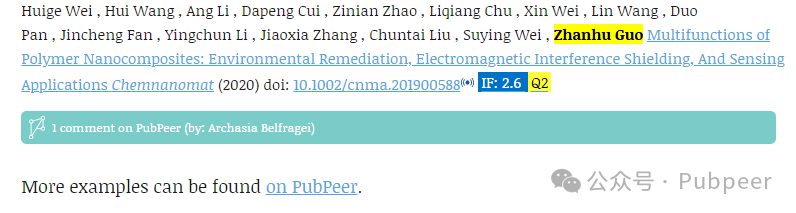 Huige Wei , Hui Wang , Ang Li , Dapeng Cui , Zinian Zhao , Liqiang Chu , Xin Wei , Lin Wang , Duo
Pan , Jincheng Fan , Yingchun Li , Jiaoxia Zhang , Chuntai Liu , Suying Wei , Zhanhu Guo Multifunctions of
Polymer Nanocomposites: Environmental Remediation, Electromagnetic Interference Shielding, And Sensing
Applications Chemnanomat (2020) doi: 10.1002/cnma.201900588 IF: 2.6 Q2
1 comment on PubPeer (by: Archasia Belfragei)
More examples can be found on PubPeer.
公众号 · Pubpeer